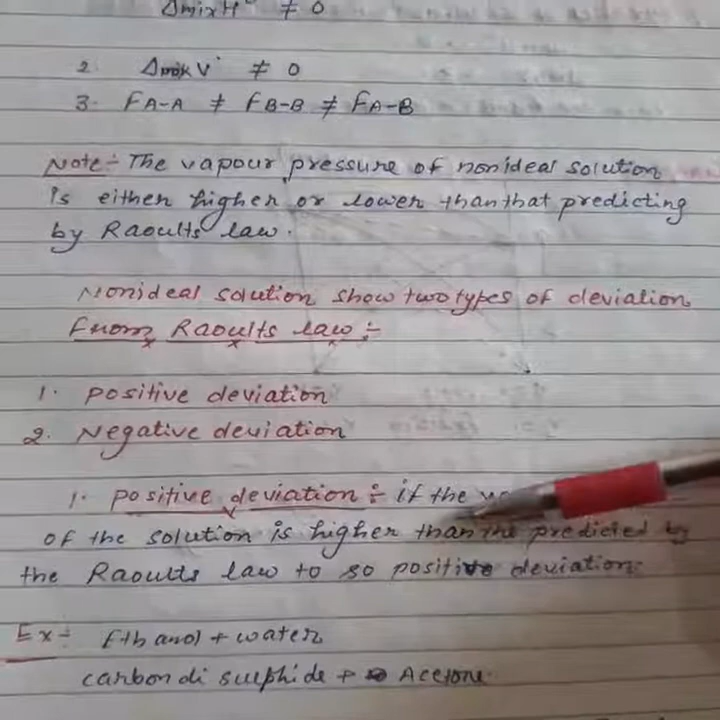 ΔmixH ≠ 0
2. Δmix V ≠ 0
3. FA-A ≠ FB-B ≠ FA-B
Note:- The vapour pressure of nonideal solution
is either higher or lower than that predicting
by Raoults law.
Nonideal solution show two types of deviation
From Raoults law :-
1. positive deviation
2. Negative deviation
1. positive deviation :- if the
of the solution is higher than the predicted by
the Raoults law to so positive deviation.
Ex:- Ethanol + water
carbon di sulphide + Acetone.